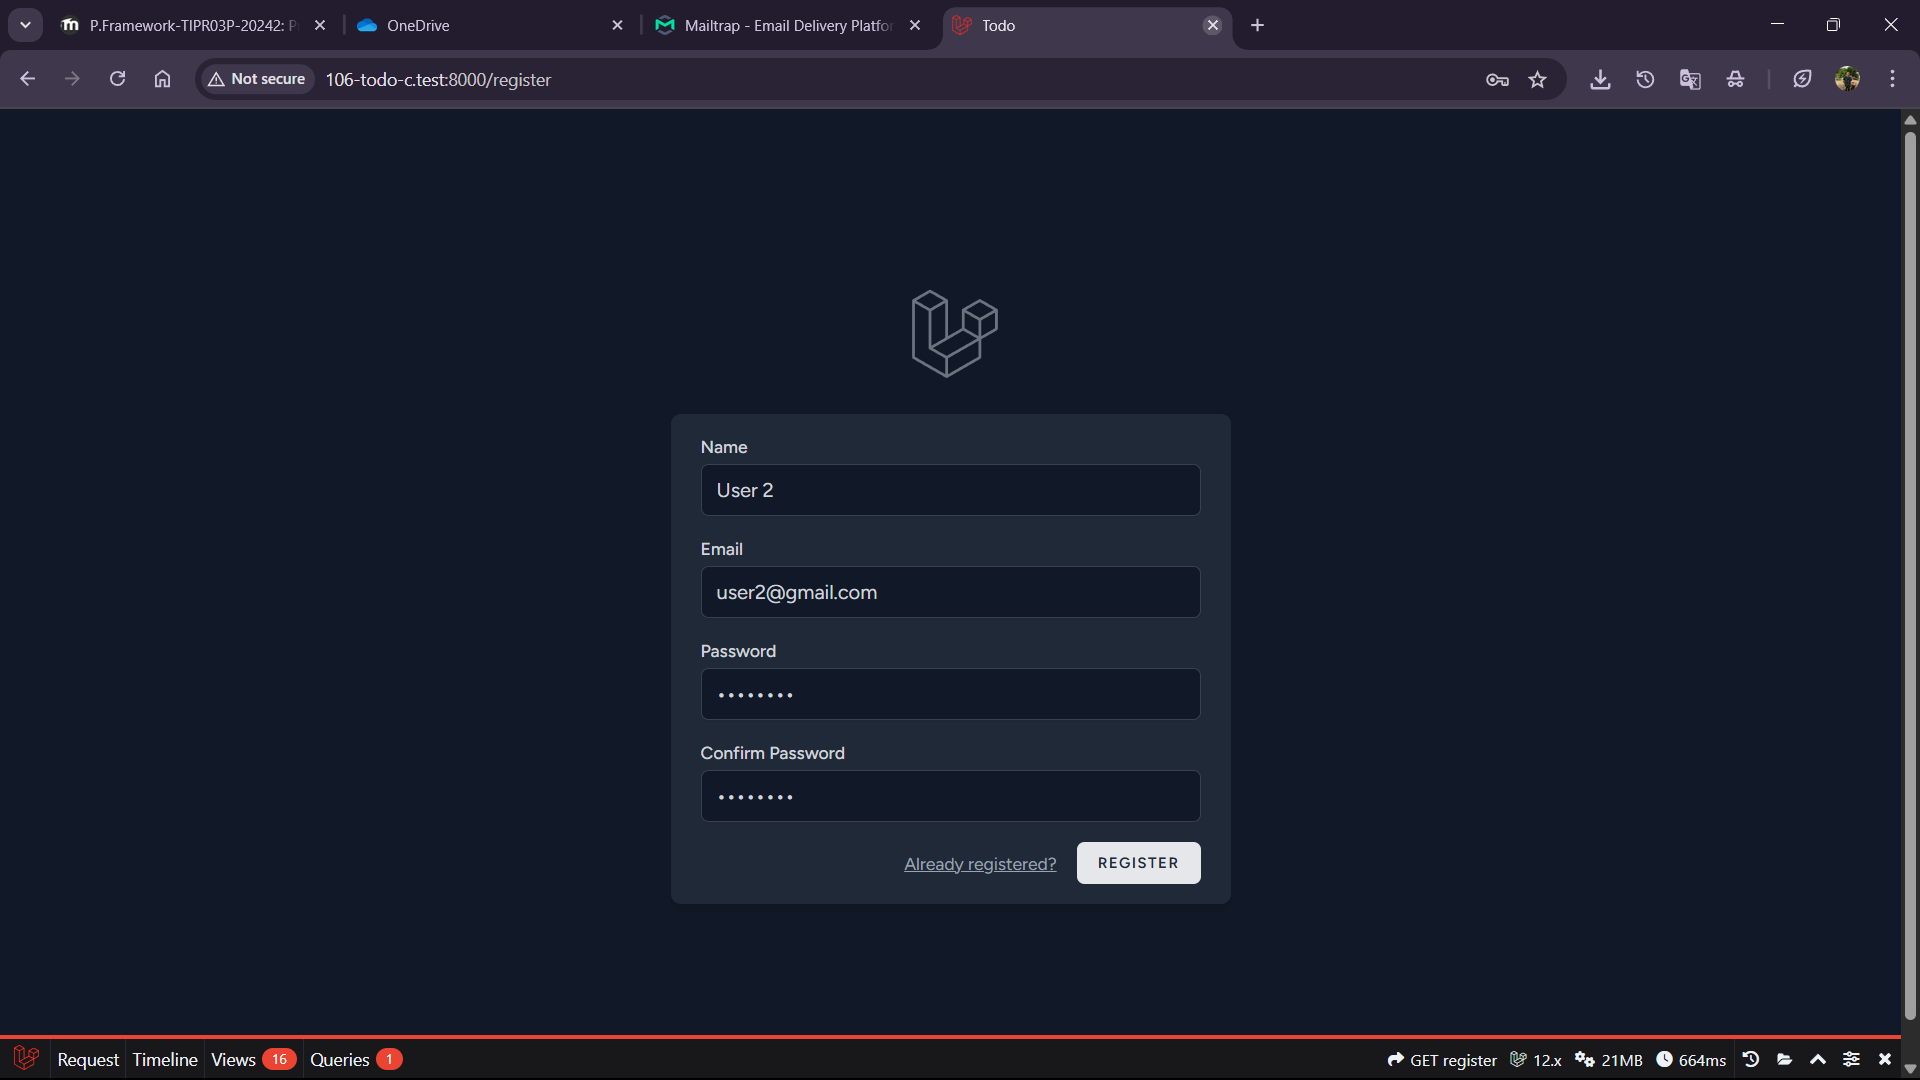 P.Framework-TIPR03P-20242: P
OneDrive
Mailtrap - Email Delivery Platfor
Todo
Not secure
106-todo-c.test:8000/register
Name
User 2
Email
user2@gmail.com
Password
••••••••
Confirm Password
••••••••
Already registered?
REGISTER
Request
Timeline
Views 16
Queries 1
GET register
12.x
21MB
664ms